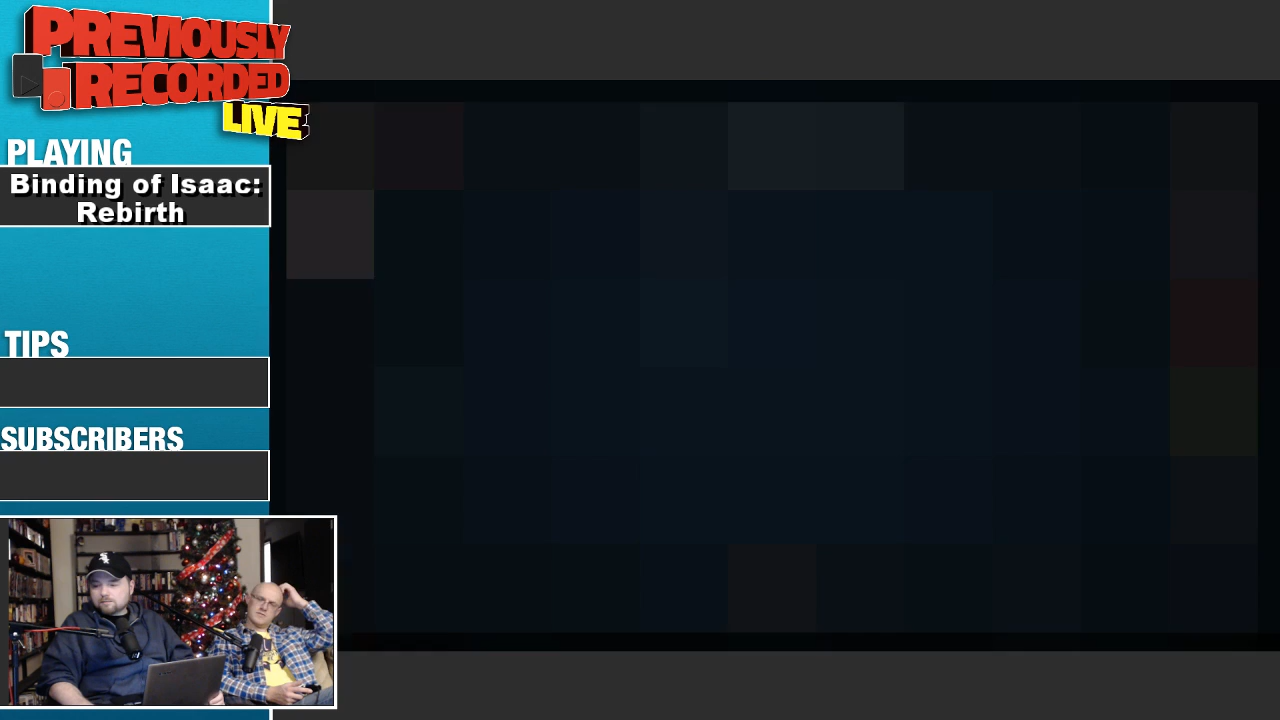 PREVIOUSLY
RECORDED
LIVE
PLAYING
Binding of Isaac:
Rebirth
TIPS
SUBSCRIBERS